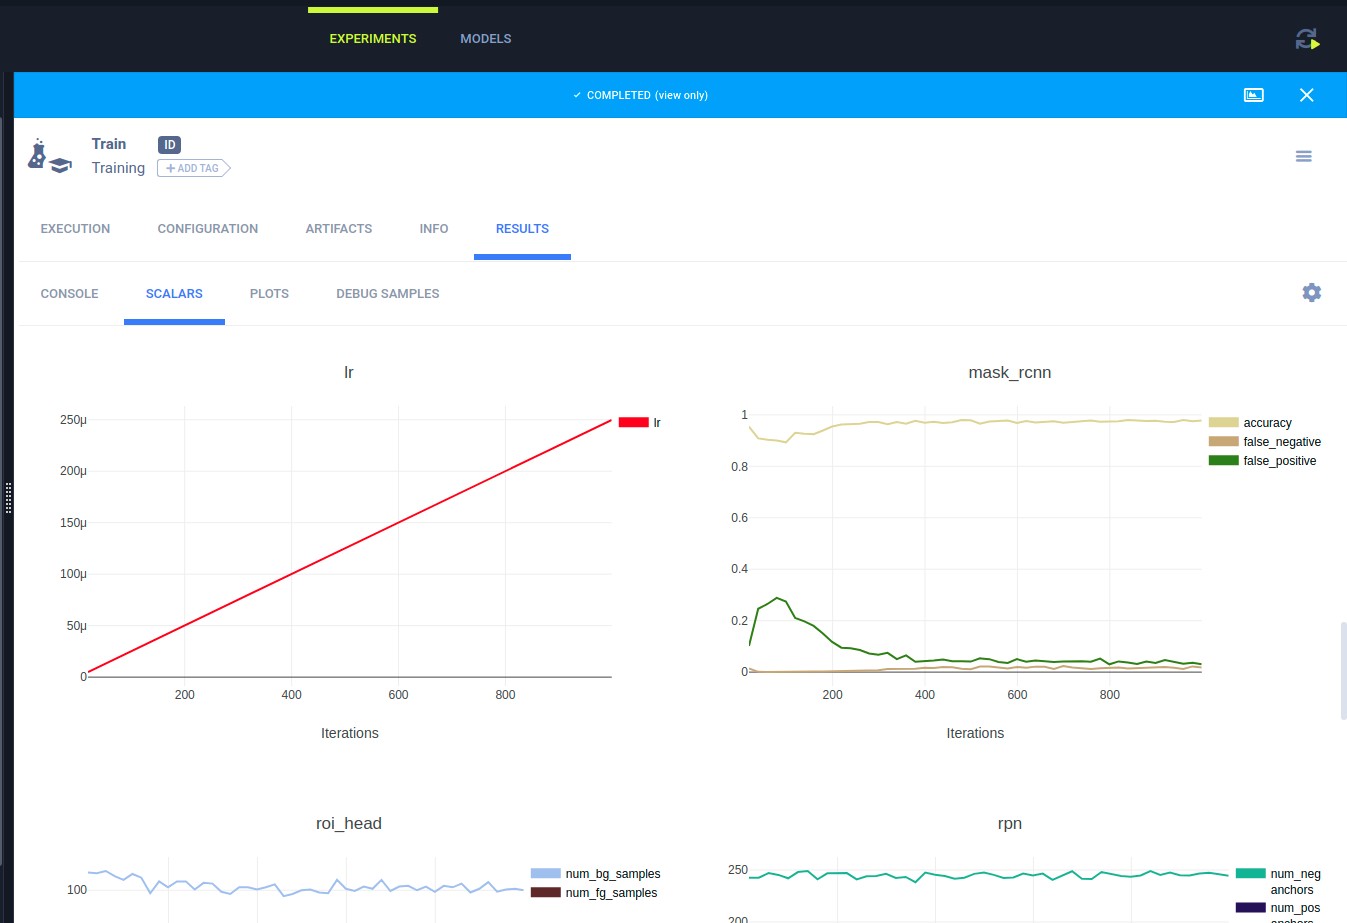 EXPERIMENTS MODELS
COMPLETED (view only)
Train ID
Training + ADD TAG
EXECUTION CONFIGURATION ARTIFACTS INFO RESULTS
CONSOLE SCALARS PLOTS DEBUG SAMPLES
lr
250μ
200μ
150μ
100μ
50μ
0
200 400 600 800
Iterations
lr
mask_rcnn
1
0.8
0.6
0.4
0.2
0
200 400 600 800
Iterations
accuracy
false_negative
false_positive
roi_head
100
num_bg_samples
num_fg_samples
rpn
250
200
num_neg
anchors
num_pos
anchors